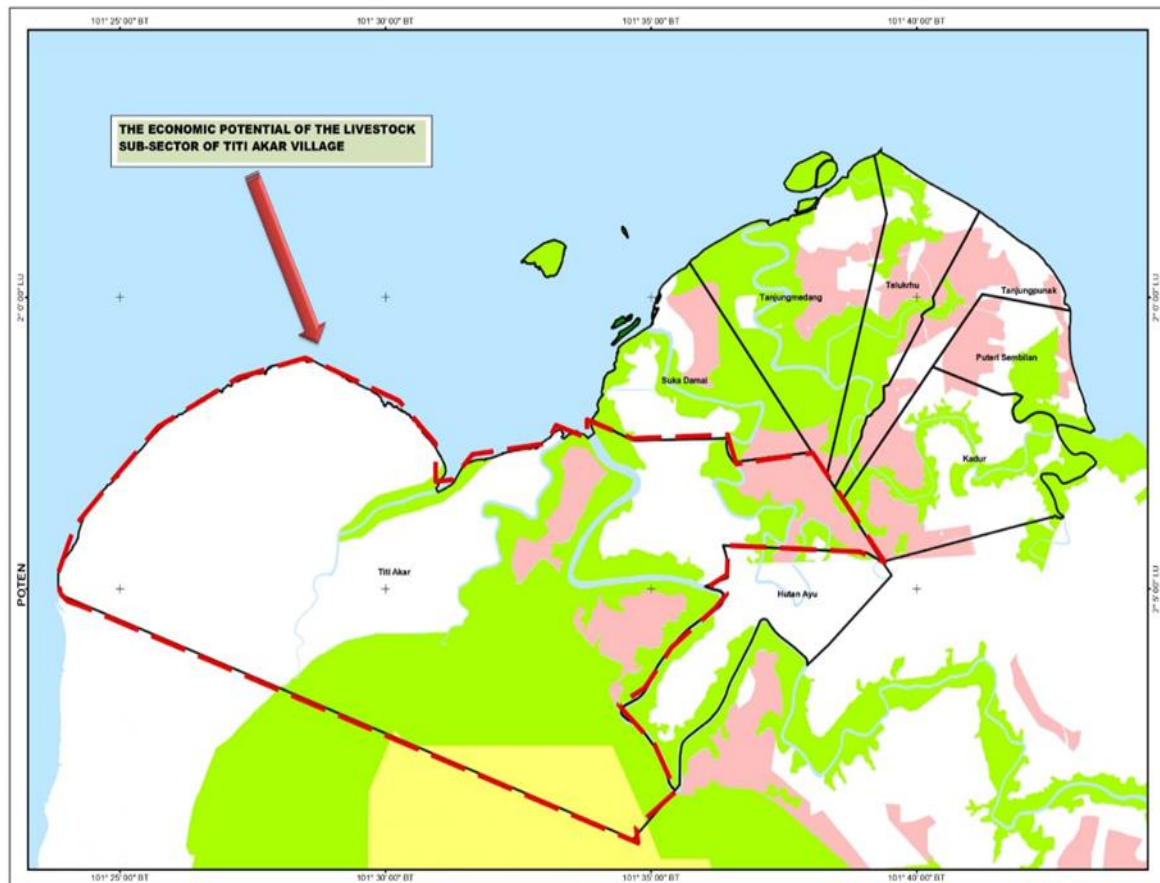 101° 25' 00" BT
101° 30' 00" BT
101° 35' 00" BT
101° 40' 00" BT
THE ECONOMIC POTENTIAL OF THE LIVESTOCK
SUB-SECTOR OF TITI AKAR VILLAGE
2° 0' 00" LU
2° 0' 00" LU
Tanjungmedang
Telukrhu
Tanjungpunak
Puteri Sembilan
Suka Damai
Kadur
Titi Akar
Hutan Ayu
POTEN
2° 5' 00" LU
101° 25' 00" BT
101° 30' 00" BT
101° 35' 00" BT
101° 40' 00" BT